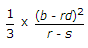 1/3 x (b - rd)² / r - s